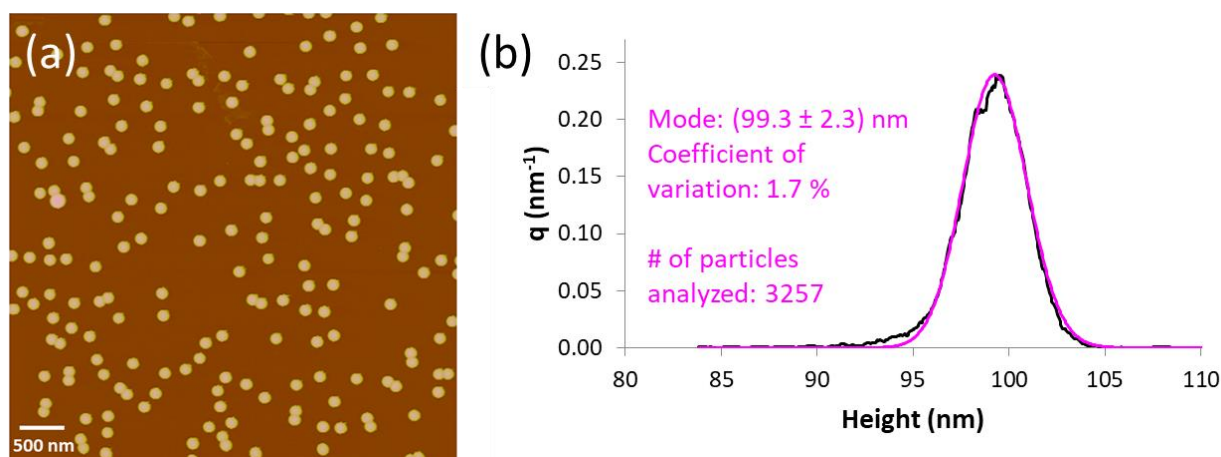 (a)
500 nm
(b)
q (nm⁻¹)
0.25
0.20
0.15
0.10
0.05
0.00
Mode: (99.3 ± 2.3) nm
Coefficient of
variation: 1.7 %
# of particles
analyzed: 3257
80 85 90 95 100 105 110
Height (nm)